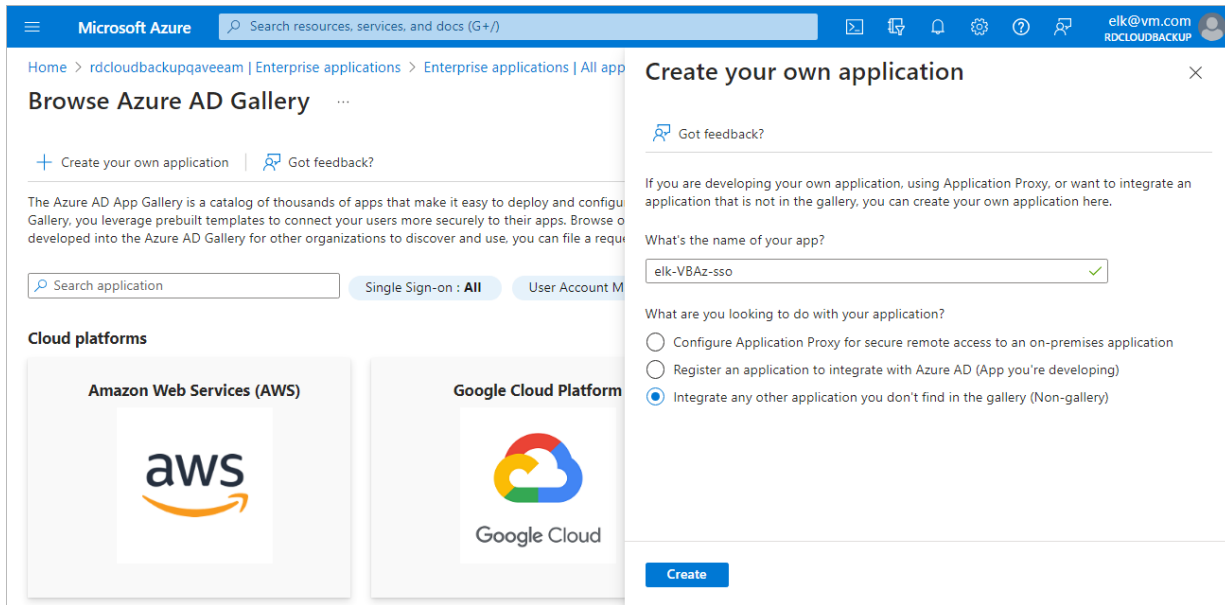 Microsoft Azure
Search resources, services, and docs (G+/)
elk@vm.com
RDCLOUDBACKUP
Home > rdcloudbackupqaveeam | Enterprise applications > Enterprise applications | All app
Browse Azure AD Gallery ...
+ Create your own application
Got feedback?
The Azure AD App Gallery is a catalog of thousands of apps that make it easy to deploy and configu
Gallery, you leverage prebuilt templates to connect your users more securely to their apps. Browse o
developed into the Azure AD Gallery for other organizations to discover and use, you can file a reque
Search application
Single Sign-on : All
User Account M
Cloud platforms
Amazon Web Services (AWS)
aws
Google Cloud Platform
Google Cloud
Create your own application
Got feedback?
If you are developing your own application, using Application Proxy, or want to integrate an
application that is not in the gallery, you can create your own application here.
What's the name of your app?
elk-VBAz-sso
What are you looking to do with your application?
Configure Application Proxy for secure remote access to an on-premises application
Register an application to integrate with Azure AD (App you're developing)
Integrate any other application you don't find in the gallery (Non-gallery)
Create